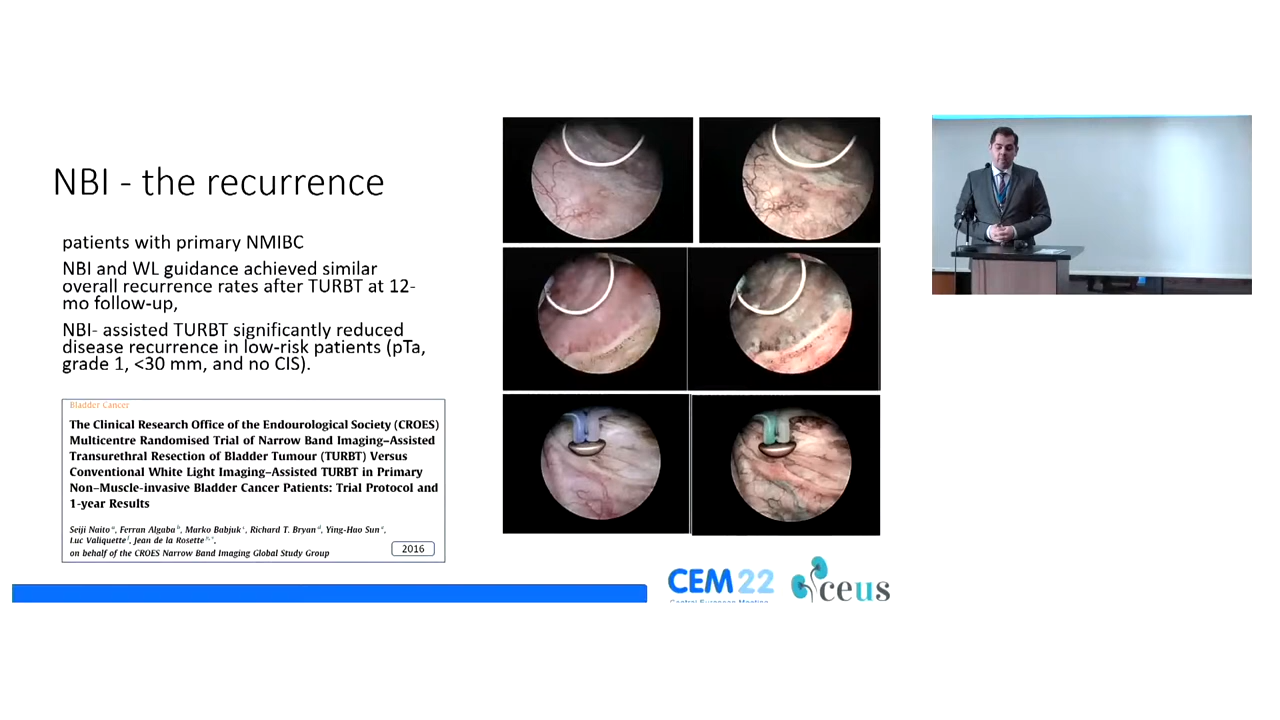 NBI - the recurrence
patients with primary NMIBC
NBI and WL guidance achieved similar
overall recurrence rates after TURBT at 12-
mo follow-up,
NBI- assisted TURBT significantly reduced
disease recurrence in low-risk patients (pTa,
grade 1, <30 mm, and no CIS).
Bladder Cancer
The Clinical Research Office of the Endourological Society (CROES)
Multicentre Randomised Trial of Narrow Band Imaging–Assisted
Transurethral Resection of Bladder Tumour (TURBT) Versus
Conventional White Light Imaging–Assisted TURBT in Primary
Non–Muscle-invasive Bladder Cancer Patients: Trial Protocol and
1-year Results
Seiji Naito a, Ferran Algaba b, Marko Babjuk c, Richard T. Bryan d, Ying-Hao Sun e,
Luc Valiquette f, Jean de la Rosette
on behalf of the CROES Narrow Band Imaging Global Study Group
2016
CEM22
Central European Meeting
ceus